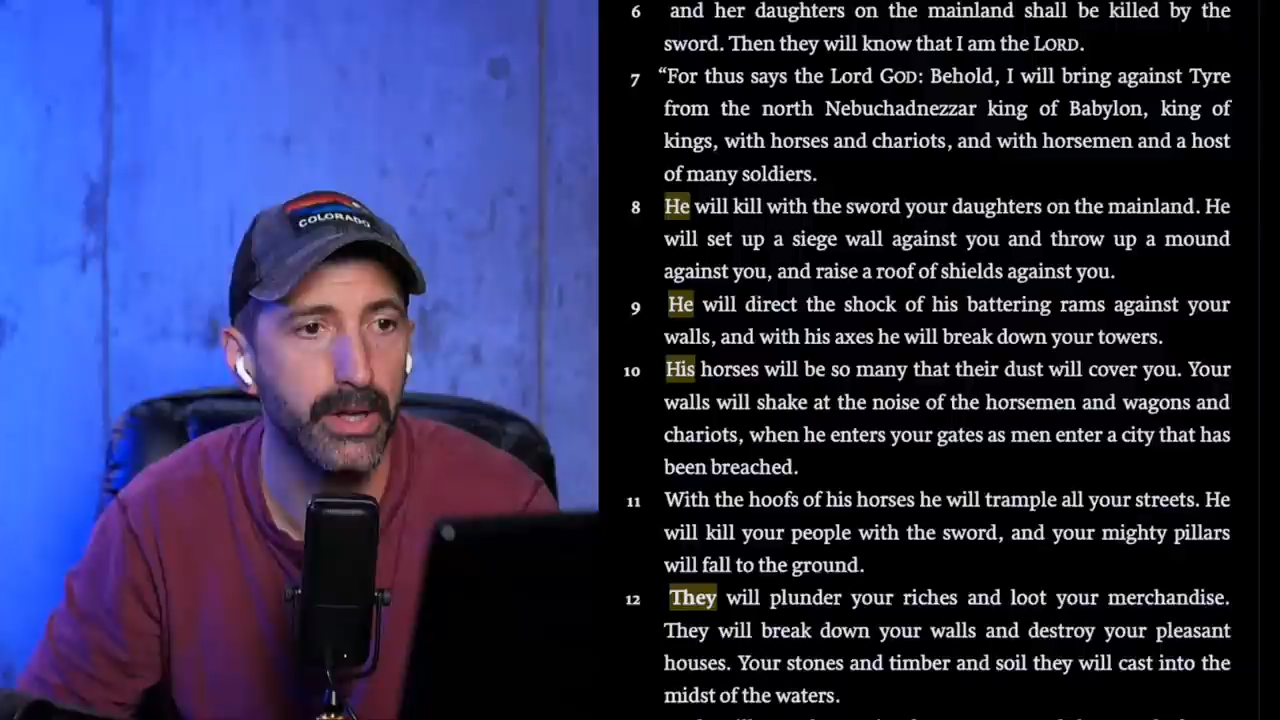 COLORADO
6 and her daughters on the mainland shall be killed by the
sword. Then they will know that I am the LORD.
7 “For thus says the Lord GOD: Behold, I will bring against Tyre
from the north Nebuchadnezzar king of Babylon, king of
kings, with horses and chariots, and with horsemen and a host
of many soldiers.
8 He will kill with the sword your daughters on the mainland. He
will set up a siege wall against you and throw up a mound
against you, and raise a roof of shields against you.
9 He will direct the shock of his battering rams against your
walls, and with his axes he will break down your towers.
10 His horses will be so many that their dust will cover you. Your
walls will shake at the noise of the horsemen and wagons and
chariots, when he enters your gates as men enter a city that has
been breached.
11 With the hoofs of his horses he will trample all your streets. He
will kill your people with the sword, and your mighty pillars
will fall to the ground.
12 They will plunder your riches and loot your merchandise.
They will break down your walls and destroy your pleasant
houses. Your stones and timber and soil they will cast into the
midst of the waters.